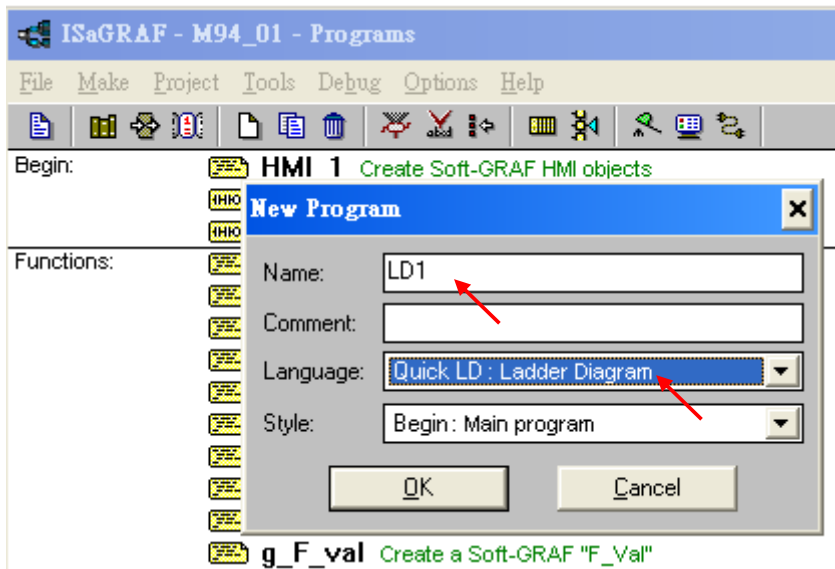 ISaGRAF - M94_01 - Programs
File Make Project Tools Debug Options Help
Begin:
HMI_1 Create Soft-GRAF HMI objects
New Program
Functions:
Name: LD1
Comment:
Language: Quick LD : Ladder Diagram
Style: Begin : Main program
OK Cancel
g_F_val Create a Soft-GRAF "F_Val"